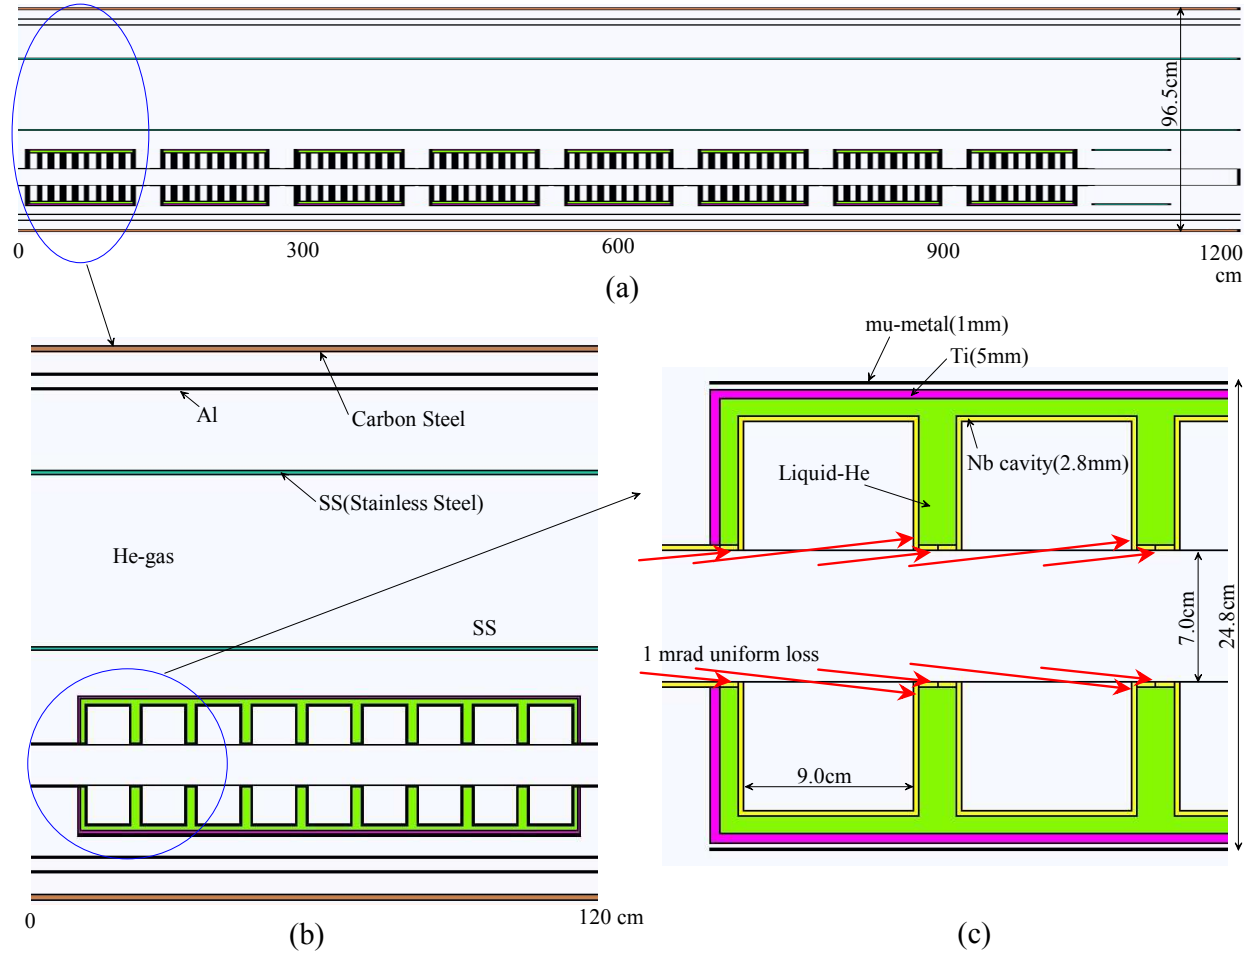 96.5cm
0
300
600
900
1200
cm
(a)
mu-metal(1mm)
Ti(5mm)
Al
Carbon Steel
Nb cavity(2.8mm)
Liquid-He
SS(Stainless Steel)
He-gas
SS
7.0cm
24.8cm
1 mrad uniform loss
9.0cm
0
120 cm
(b)
(c)